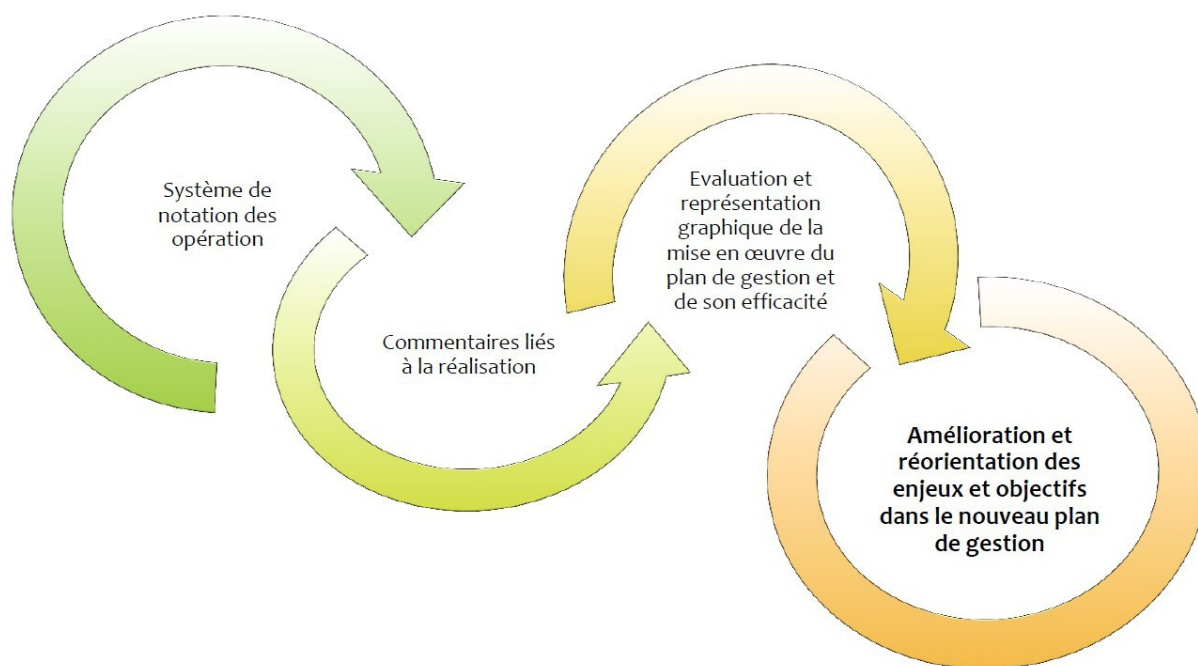 Système de
notation des
opération
Commentaires liés
à la réalisation
Evaluation et
représentation
graphique de la
mise en œuvre du
plan de gestion et
de son efficacité
Amélioration et
réorientation des
enjeux et objectifs
dans le nouveau plan
de gestion